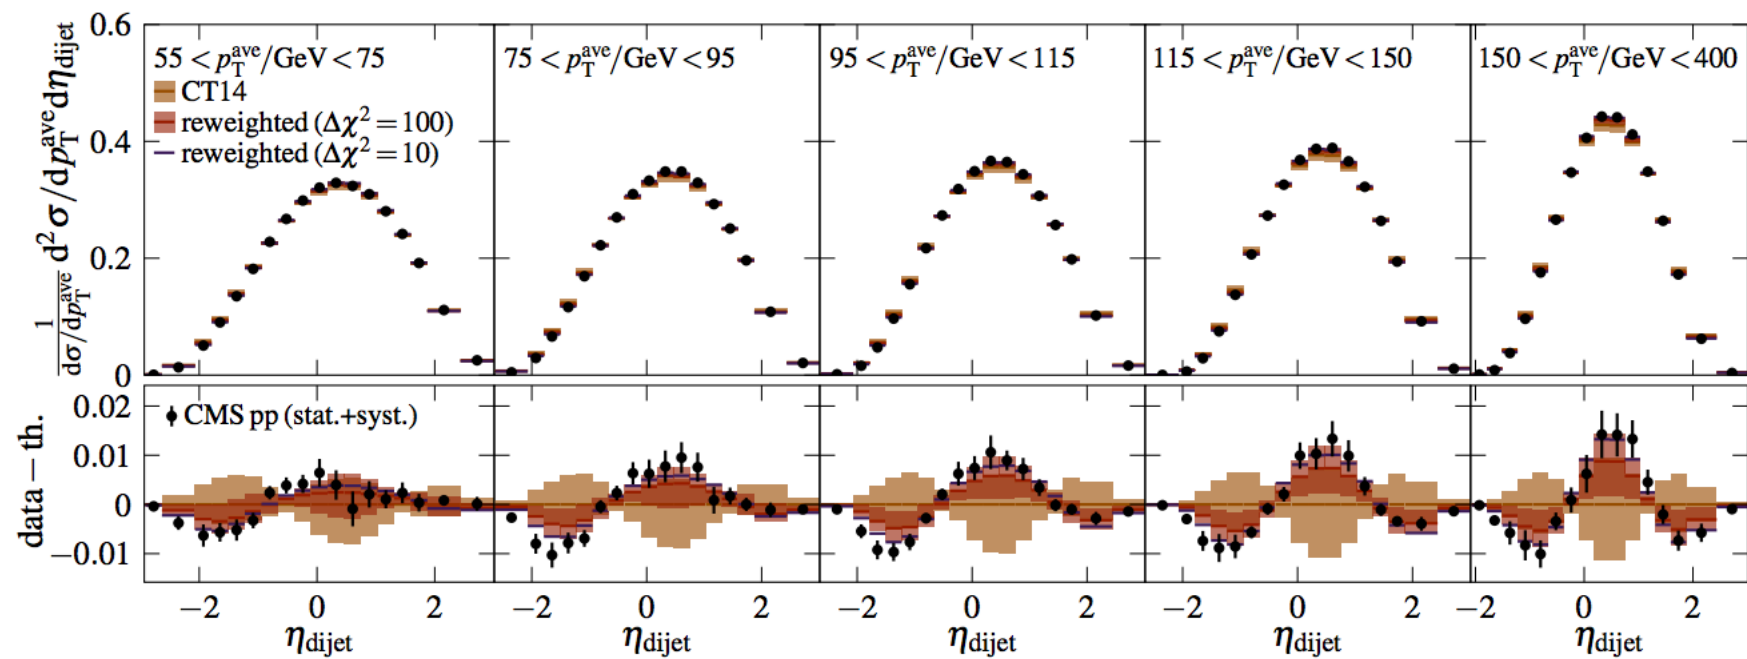 1/(dσ/dp_T^ave) d² σ/dp_T^ave dη_dijet
0.6
0.4
0.2
0
55 < p_T^ave/GeV < 75
CT14
reweighted (Δχ² = 100)
reweighted (Δχ² = 10)
75 < p_T^ave/GeV < 95
95 < p_T^ave/GeV < 115
115 < p_T^ave/GeV < 150
150 < p_T^ave/GeV < 400
data − th.
0.02
0.01
0
−0.01
CMS pp (stat.+syst.)
−2 0 2 −2 0 2 −2 0 2 −2 0 2 −2 0 2
η_dijet η_dijet η_dijet η_dijet η_dijet